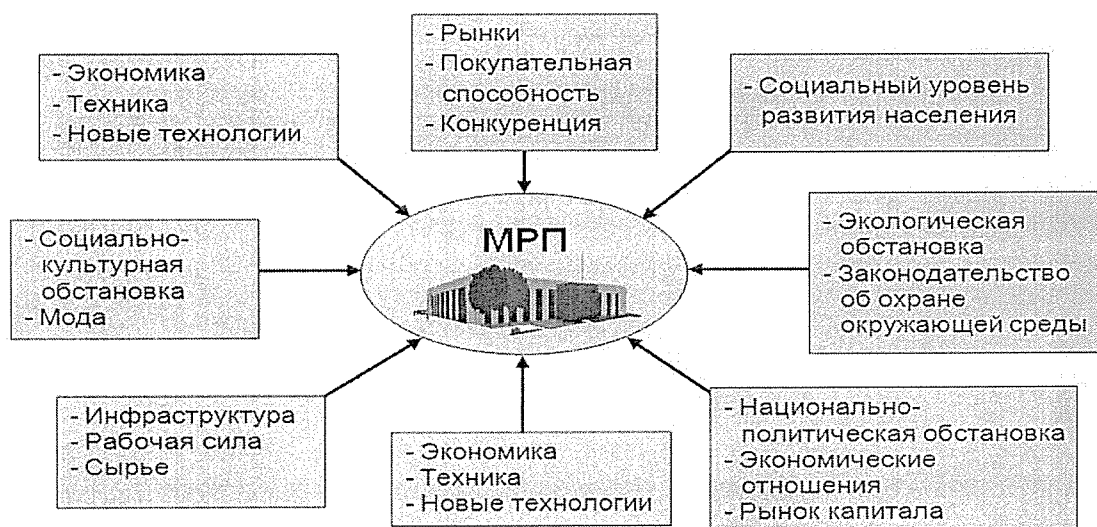 - Экономика
- Техника
- Новые технологии
- Рынки
- Покупательная
способность
- Конкуренция
- Социальный уровень
развития населения
- Социально-
культурная
обстановка
- Мода
МРП
- Экологическая
обстановка
- Законодательство
об охране
окружающей среды
- Инфраструктура
- Рабочая сила
- Сырье
- Экономика
- Техника
- Новые технологии
- Национально-
политическая обстановка
- Экономические
отношения
- Рынок капитала